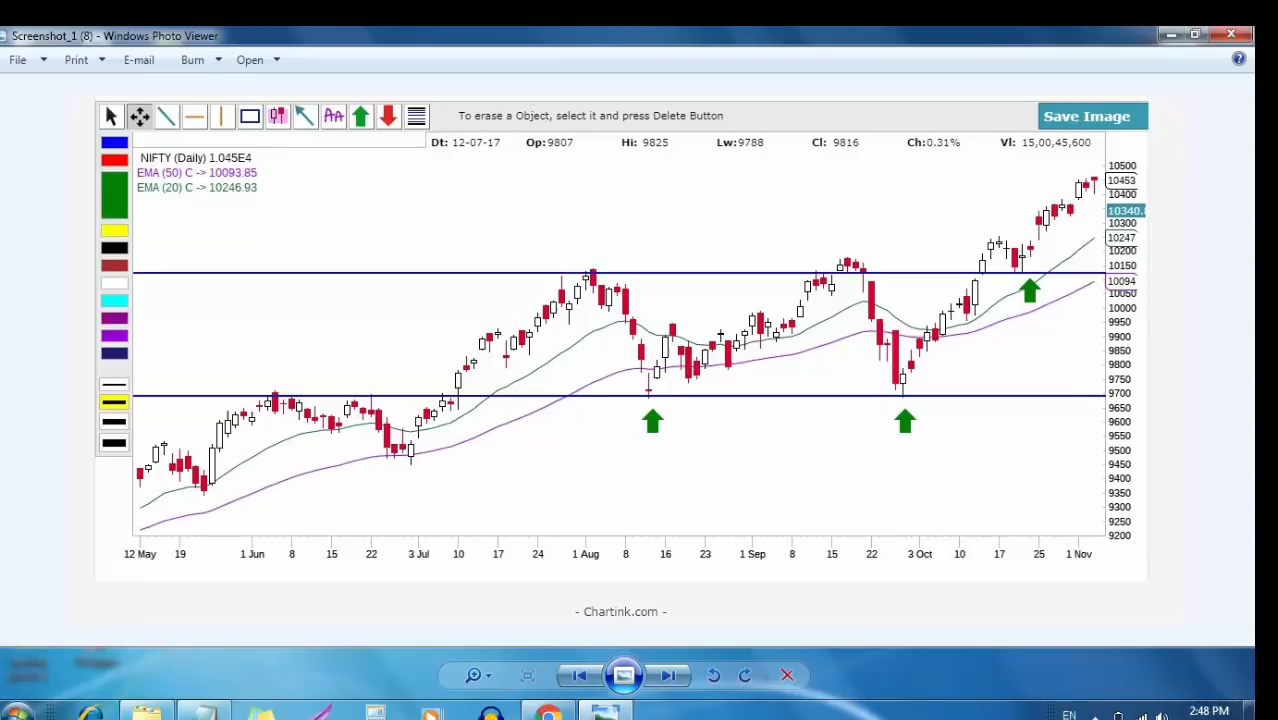 Screenshot_1 (8) - Windows Photo Viewer
File Print E-mail Burn Open
To erase a Object, select it and press Delete Button
Save Image
Dt: 12-07-17 Op:9807 Hi: 9825 Lw:9788 Cl: 9816 Ch:0.31% Vl: 15,00,45,600
NIFTY (Daily) 1.045E4
EMA (50) C -> 10093.85
EMA (20) C -> 10246.93
10500
10453
10400
10340.
10300
10247
10200
10150
10094
10050
10000
9950
9900
9850
9800
9750
9700
9650
9600
9550
9500
9450
9400
9350
9300
9250
9200
12 May 19 1 Jun 8 15 22 3 Jul 10 17 24 1 Aug 8 16 23 1 Sep 8 15 22 3 Oct 10 17 25 1 Nov
- Chartink.com -
EN 2:48 PM